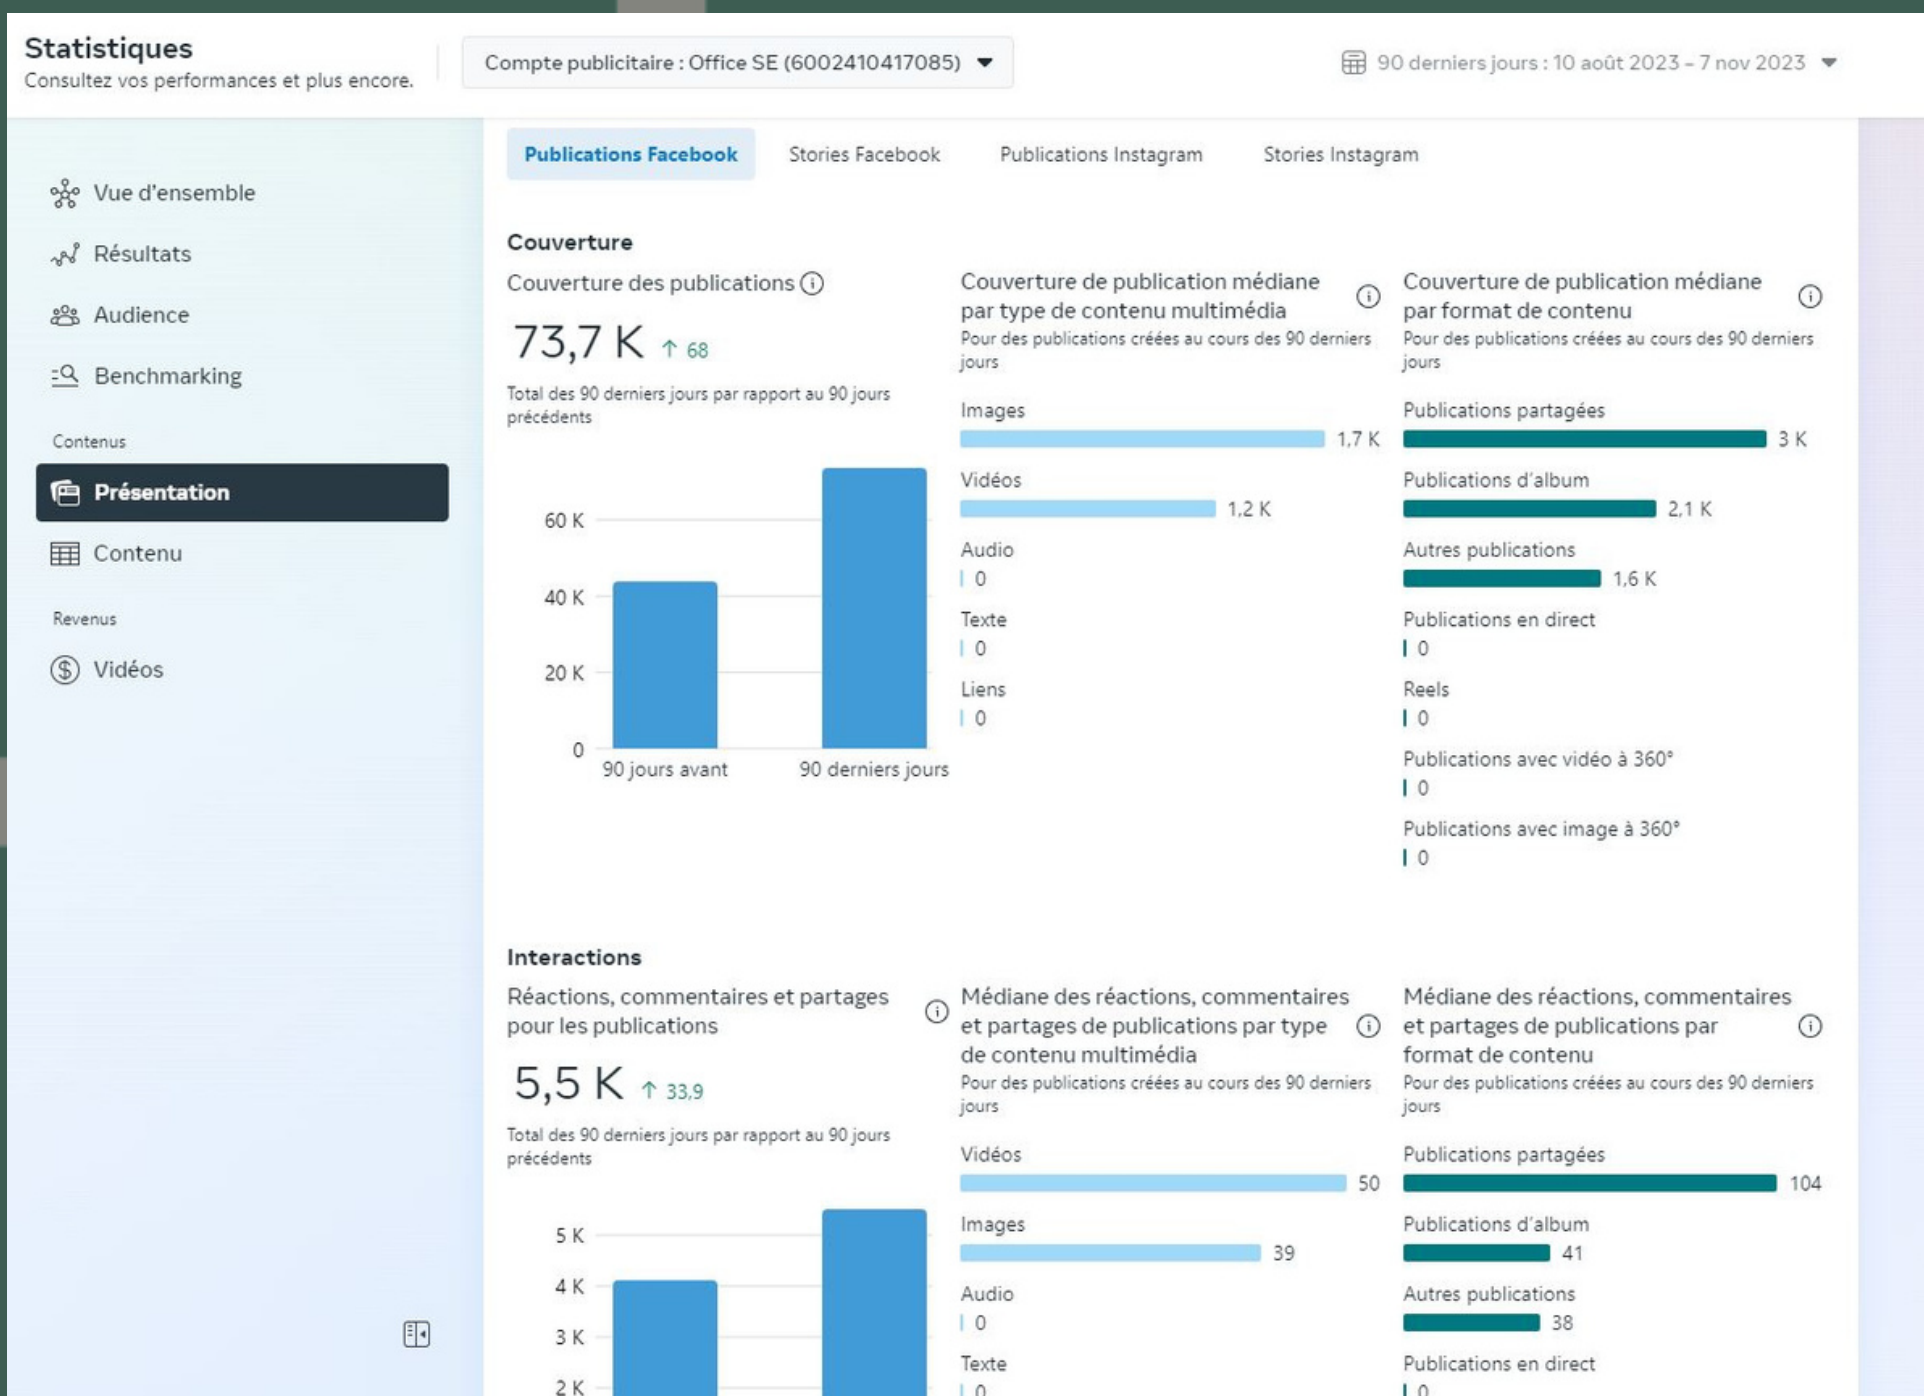 Statistiques
Consultez vos performances et plus encore.
Compte publicitaire : Office SE (6002410417085)
90 derniers jours : 10 août 2023 – 7 nov 2023
Vue d'ensemble
Résultats
Audience
Benchmarking
Contenus
Présentation
Contenu
Revenus
Vidéos
Publications Facebook
Stories Facebook
Publications Instagram
Stories Instagram
Couverture
Couverture des publications
73,7 K ↑ 68
Total des 90 derniers jours par rapport au 90 jours
précédents
60 K
40 K
20 K
0
90 jours avant
90 derniers jours
Couverture de publication médiane
par type de contenu multimédia
Pour des publications créées au cours des 90 derniers
jours
Images
1,7 K
Vidéos
1,2 K
Audio
0
Texte
0
Liens
0
Couverture de publication médiane
par format de contenu
Pour des publications créées au cours des 90 derniers
jours
Publications partagées
3 K
Publications d'album
2,1 K
Autres publications
1,6 K
Publications en direct
0
Reels
0
Publications avec vidéo à 360°
0
Publications avec image à 360°
0
Interactions
Réactions, commentaires et partages
pour les publications
5,5 K ↑ 33,9
Total des 90 derniers jours par rapport au 90 jours
précédents
5 K
4 K
3 K
2 K
Médiane des réactions, commentaires
et partages de publications par type
de contenu multimédia
Pour des publications créées au cours des 90 derniers
jours
Vidéos
50
Images
39
Audio
0
Texte
0
Médiane des réactions, commentaires
et partages de publications par
format de contenu
Pour des publications créées au cours des 90 derniers
jours
Publications partagées
104
Publications d'album
41
Autres publications
38
Publications en direct
0